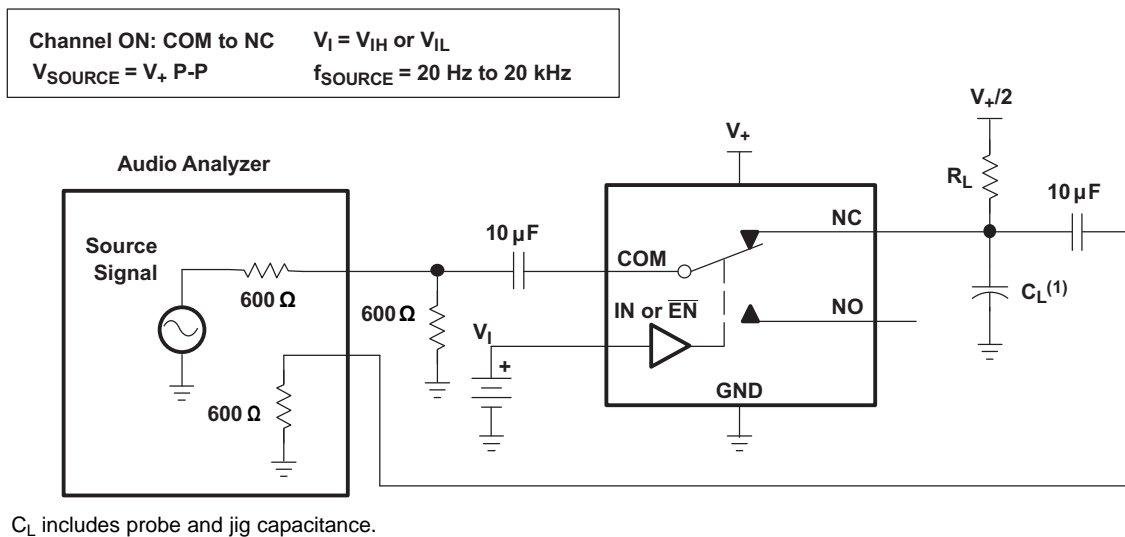 Channel ON: COM to NC
V_I = V_IH or V_IL
V_SOURCE = V_+ P-P
f_SOURCE = 20 Hz to 20 kHz
Audio Analyzer
Source
Signal
600 Ω
600 Ω
600 Ω
10 µF
V_I
+
V_+
COM
IN or E̅N̅
NC
NO
GND
V_+/2
R_L
10 µF
C_L(1)
C_L includes probe and jig capacitance.